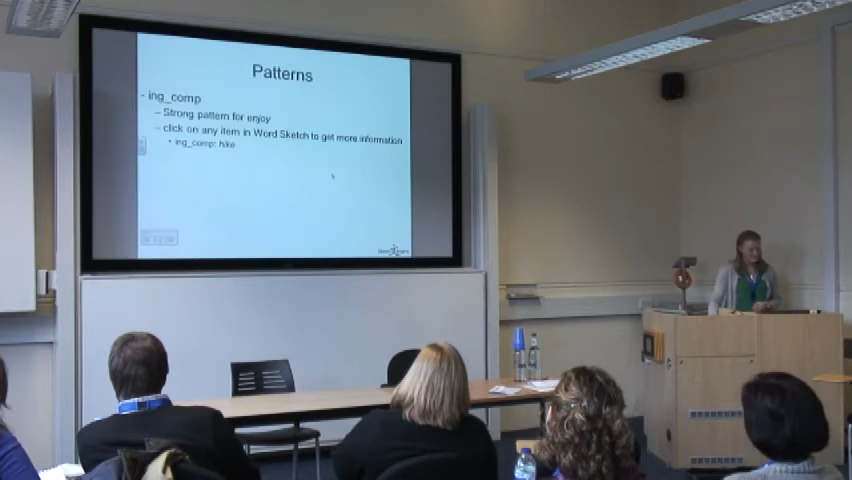 Patterns
- ing_comp
– Strong pattern for enjoy
– click on any item in Word Sketch to get more information
• ing_comp: hike